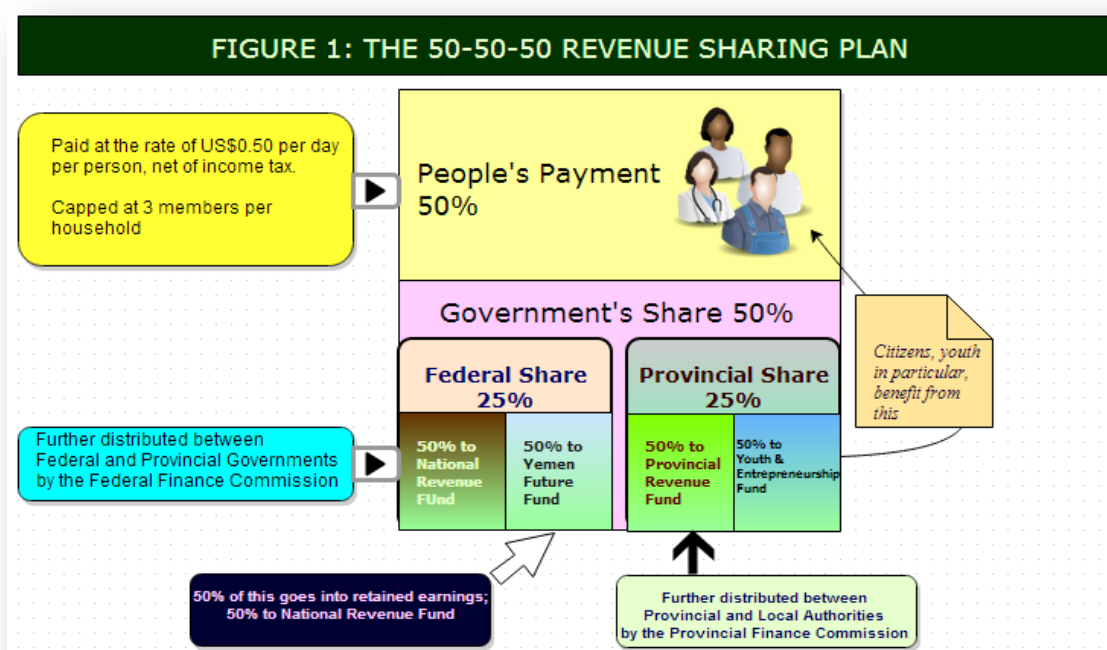 FIGURE 1: THE 50-50-50 REVENUE SHARING PLAN
Paid at the rate of US$0.50 per day
per person, net of income tax.
Capped at 3 members per
household
People's Payment
50%
Government's Share 50%
Citizens, youth
in particular,
benefit from
this
Federal Share
25%
Provincial Share
25%
Further distributed between
Federal and Provincial Governments
by the Federal Finance Commission
50% to
National
Revenue
FUnd
50% to
Yemen
Future
Fund
50% to
Provincial
Revenue
Fund
50% to
Youth &
Entrepreneurship
Fund
50% of this goes into retained earnings;
50% to National Revenue Fund
Further distributed between
Provincial and Local Authorities
by the Provincial Finance Commission